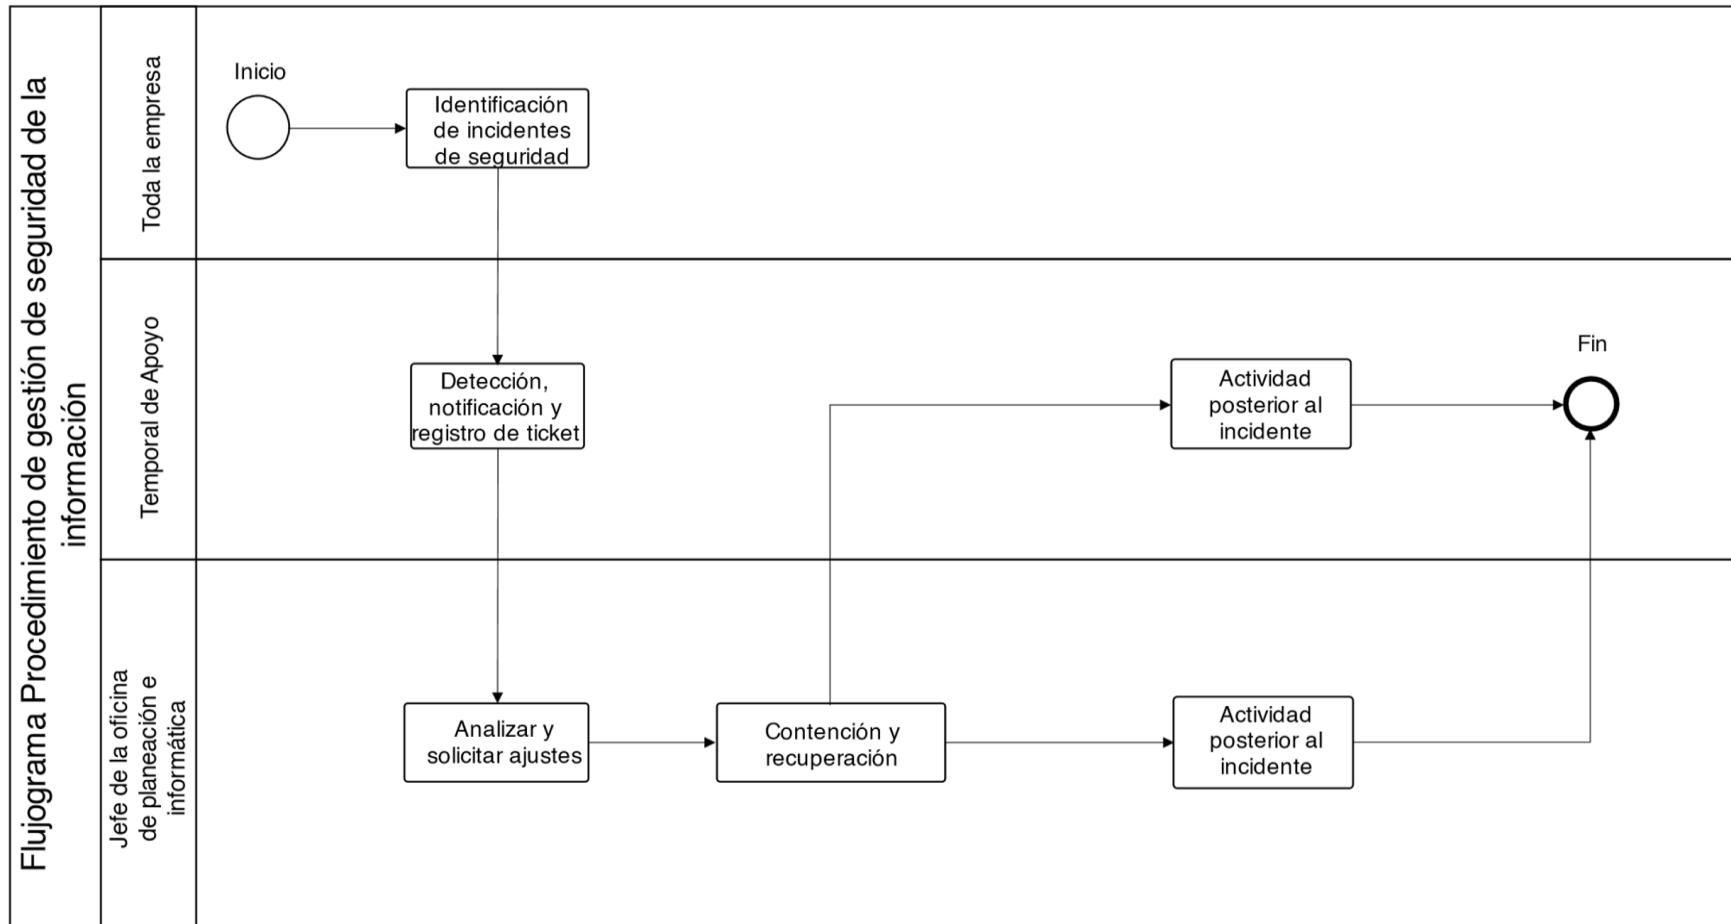 Flujograma Procedimiento de gestión de seguridad de la
información
Toda la empresa
Inicio
Identificación
de incidentes
de seguridad
Temporal de Apoyo
Detección,
notificación y
registro de ticket
Actividad
posterior al
incidente
Fin
Jefe de la oficina
de planeación e
informática
Analizar y
solicitar ajustes
Contención y
recuperación
Actividad
posterior al
incidente